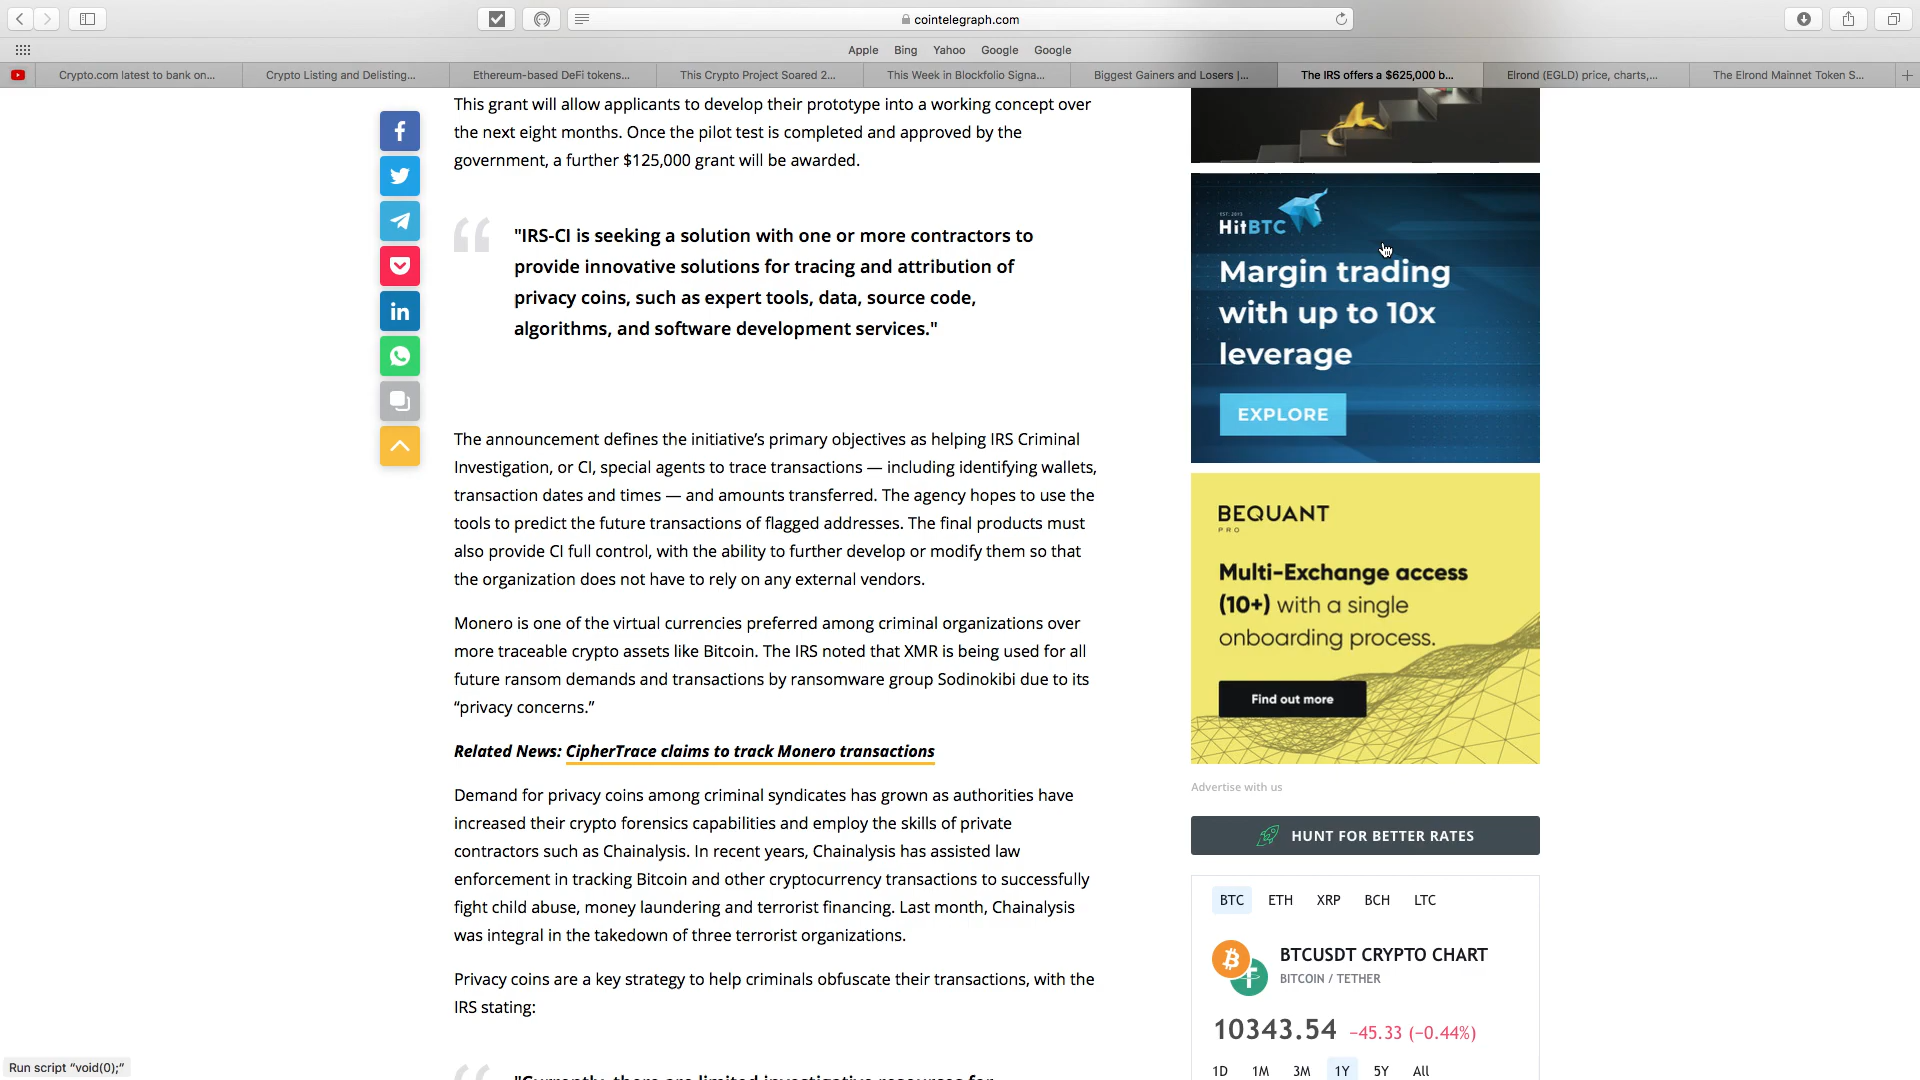 cointelegraph.com
Apple Bing Yahoo Google Google
Crypto.com latest to bank on...
Crypto Listing and Delisting...
Ethereum-based DeFi tokens...
This Crypto Project Soared 2...
This Week in Blockfolio Signa...
Biggest Gainers and Losers |...
The IRS offers a $625,000 b...
Elrond (EGLD) price, charts,...
The Elrond Mainnet Token S...
This grant will allow applicants to develop their prototype into a working concept over
the next eight months. Once the pilot test is completed and approved by the
government, a further $125,000 grant will be awarded.
"IRS-CI is seeking a solution with one or more contractors to
provide innovative solutions for tracing and attribution of
privacy coins, such as expert tools, data, source code,
algorithms, and software development services."
The announcement defines the initiative's primary objectives as helping IRS Criminal
Investigation, or CI, special agents to trace transactions — including identifying wallets,
transaction dates and times — and amounts transferred. The agency hopes to use the
tools to predict the future transactions of flagged addresses. The final products must
also provide CI full control, with the ability to further develop or modify them so that
the organization does not have to rely on any external vendors.
Monero is one of the virtual currencies preferred among criminal organizations over
more traceable crypto assets like Bitcoin. The IRS noted that XMR is being used for all
future ransom demands and transactions by ransomware group Sodinokibi due to its
“privacy concerns.”
Related News: CipherTrace claims to track Monero transactions
Demand for privacy coins among criminal syndicates has grown as authorities have
increased their crypto forensics capabilities and employ the skills of private
contractors such as Chainalysis. In recent years, Chainalysis has assisted law
enforcement in tracking Bitcoin and other cryptocurrency transactions to successfully
fight child abuse, money laundering and terrorist financing. Last month, Chainalysis
was integral in the takedown of three terrorist organizations.
Privacy coins are a key strategy to help criminals obfuscate their transactions, with the
IRS stating:
"Currently, there are limited investigative resources for
EST. 2013
HitBTC
Margin trading
with up to 10x
leverage
EXPLORE
BEQUANT
PRO
Multi-Exchange access
(10+) with a single
onboarding process.
Find out more
Advertise with us
HUNT FOR BETTER RATES
BTC ETH XRP BCH LTC
BTCUSDT CRYPTO CHART
BITCOIN / TETHER
10343.54 −45.33 (−0.44%)
1D 1M 3M 1Y 5Y All
Run script “void(0);”